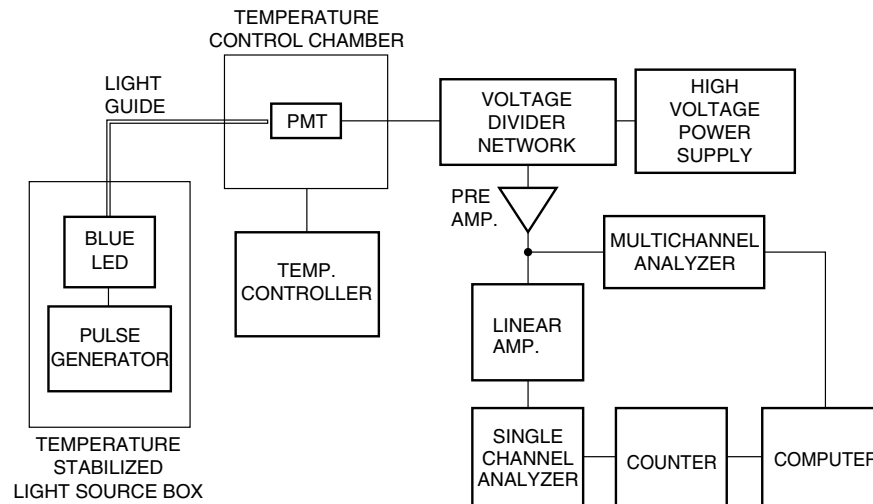 TEMPERATURE
CONTROL CHAMBER
LIGHT
GUIDE
PMT
VOLTAGE
DIVIDER
NETWORK
HIGH
VOLTAGE
POWER
SUPPLY
PRE
AMP.
BLUE
LED
TEMP.
CONTROLLER
MULTICHANNEL
ANALYZER
PULSE
GENERATOR
LINEAR
AMP.
TEMPERATURE
STABILIZED
LIGHT SOURCE BOX
SINGLE
CHANNEL
ANALYZER
COUNTER
COMPUTER